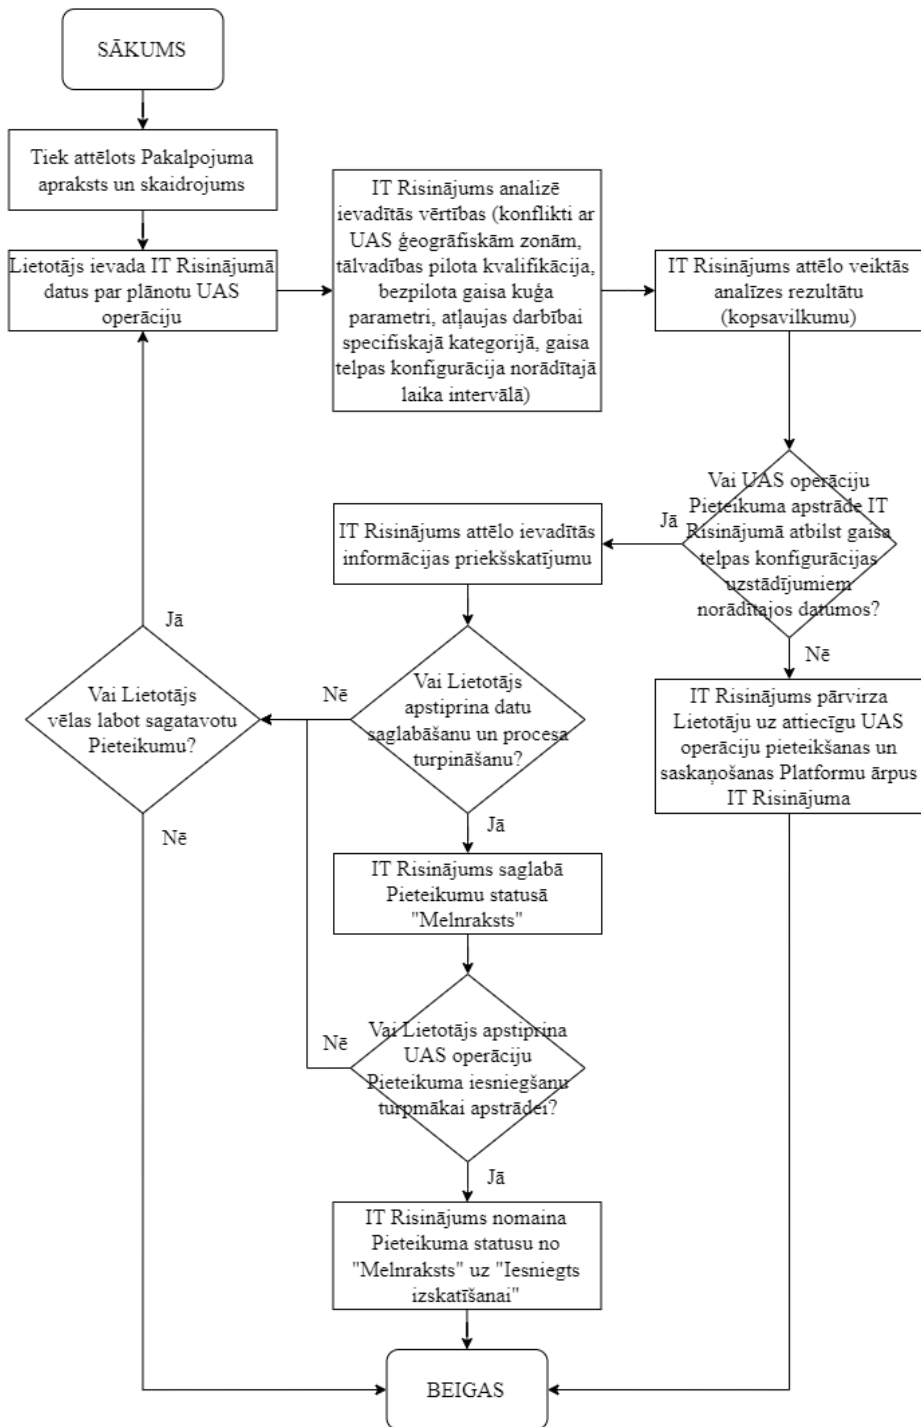 SĀKUMS
Tiek attēlots Pakalpojuma
apraksts un skaidrojums
Lietotājs ievada IT Risinājumā
datus par plānotu UAS
operāciju
IT Risinājums analizē
ievadītās vērtības (konflikti ar
UAS ģeogrāfiskām zonām,
tālvadības pilota kvalifikācija,
bezpilota gaisa kuģa
parametri, atļaujas darbībai
specifiskajā kategorijā, gaisa
telpas konfigurācija norādītajā
laika intervālā)
IT Risinājums attēlo veiktās
analīzes rezultātu
(kopsavilkumu)
Vai UAS operāciju
Pieteikuma apstrāde IT
Risinājumā atbilst gaisa
telpas konfigurācijas
uzstādījumiem
norādītajos datumos?
Jā
Nē
IT Risinājums attēlo ievadītās
informācijas priekšskatījumu
IT Risinājums pārvirza
Lietotāju uz attiecīgu UAS
operāciju pieteikšanas un
saskaņošanas Platformu ārpus
IT Risinājuma
Vai Lietotājs
apstiprina datu
saglabāšanu un procesa
turpināšanu?
Nē
Jā
Vai Lietotājs
vēlas labot sagatavotu
Pieteikumu?
Jā
Nē
IT Risinājums saglabā
Pieteikumu statusā
"Melnraksts"
Vai Lietotājs apstiprina
UAS operāciju
Pieteikuma iesniegšanu
turpmākai apstrādei?
Nē
Jā
IT Risinājums nomaina
Pieteikuma statusu no
"Melnraksts" uz "Iesniegts
izskatīšanai"
BEIGAS